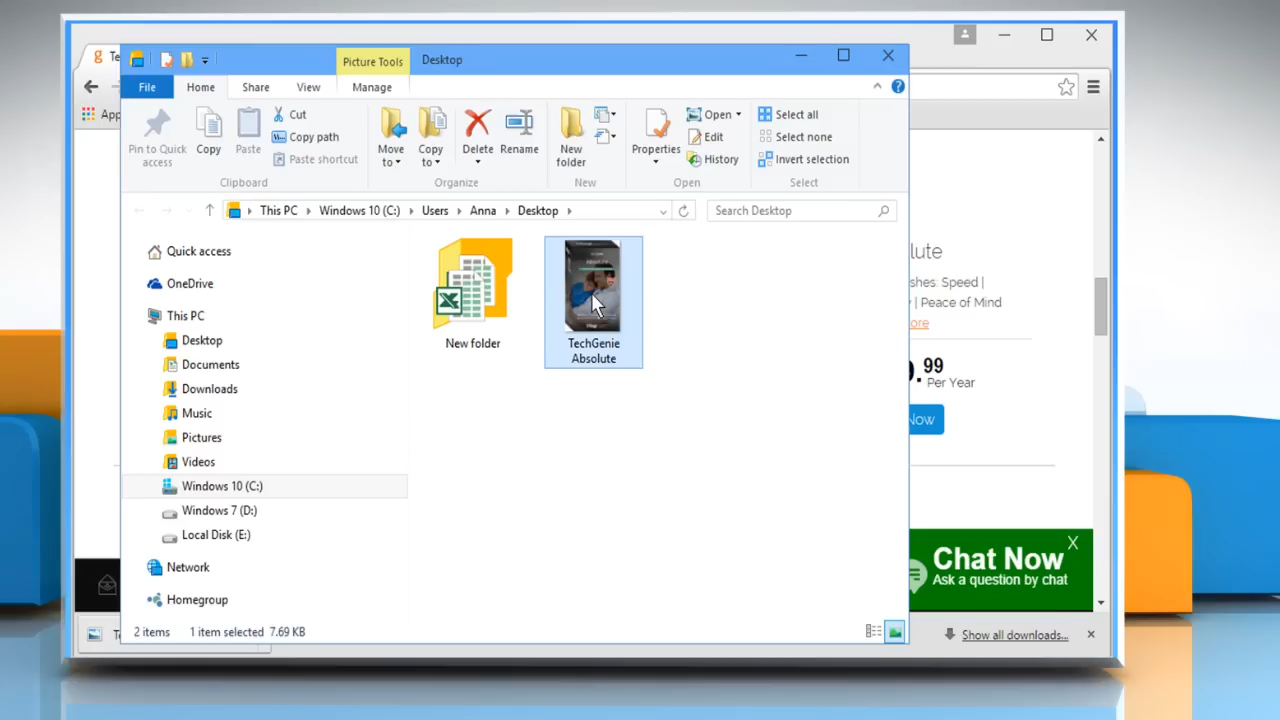 Te
Picture Tools
Desktop
File
Home
Share
View
Manage
App
Pin to Quick
access
Copy
Paste
Cut
Copy path
Paste shortcut
Clipboard
Move
to
Copy
to
Delete
Rename
Organize
New
folder
New
Properties
Open
Edit
History
Open
Select all
Select none
Invert selection
Select
This PC
Windows 10 (C:)
Users
Anna
Desktop
Search Desktop
Quick access
OneDrive
This PC
Desktop
Documents
Downloads
Music
Pictures
Videos
Windows 10 (C:)
Windows 7 (D:)
Local Disk (E:)
Network
Homegroup
New folder
TechGenie
Absolute
lute
shes: Speed |
| Peace of Mind
ore
.99
Per Year
Now
Chat Now
X
Ask a question by chat
2 items
1 item selected 7.69 KB
Te
Show all downloads...